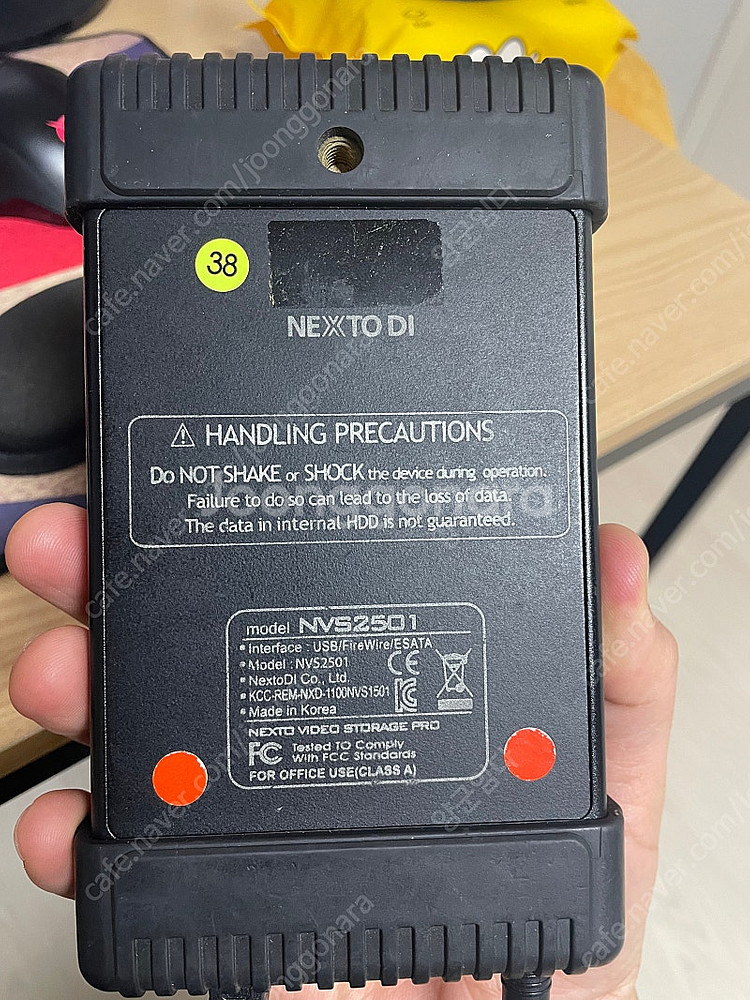 38
NEXTO DI
⚠ HANDLING PRECAUTIONS
Do NOT SHAKE or SHOCK the device during operation.
Failure to do so can lead to the loss of data.
The data in internal HDD is not guaranteed.
model NVS2501
• Interface : USB/FireWire/ESATA
• Model : NVS2501
• NextoDI Co., Ltd.
• KCC-REM-NXD-1100NVS1501
• Made in Korea
CE
NEXTO VIDEO STORAGE PRO
FC Tested TO Comply
With FCC Standards
FOR OFFICE USE(CLASS A)
Joonggonara
cafe.naver.com/joonggonara